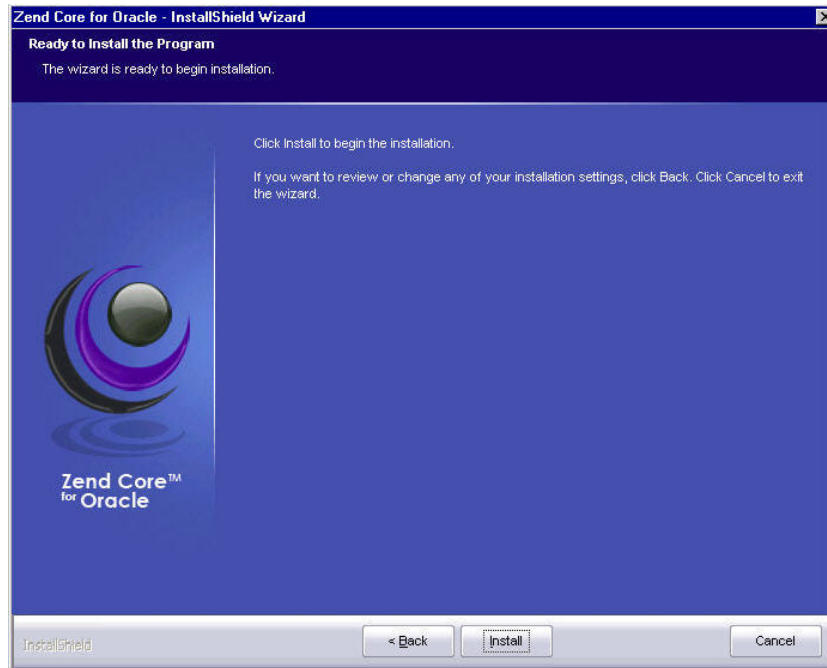 Zend Core for Oracle - InstallShield Wizard
Ready to Install the Program
The wizard is ready to begin installation.
Click Install to begin the installation.
If you want to review or change any of your installation settings, click Back. Click Cancel to exit
the wizard.
Zend Core™
for Oracle
InstallShield
< Back
Install
Cancel